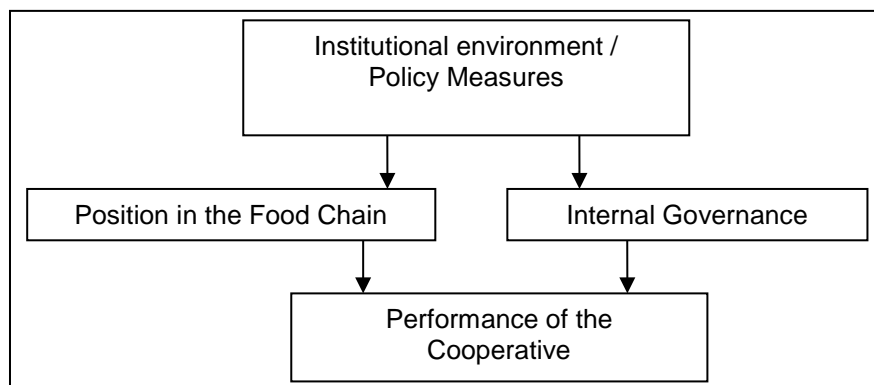 Institutional environment /
Policy Measures
Position in the Food Chain
Internal Governance
Performance of the
Cooperative